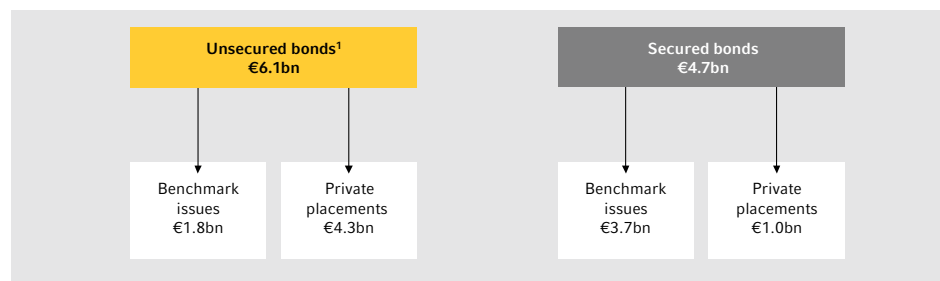 Unsecured bonds¹
€6.1bn
Secured bonds
€4.7bn
Benchmark
issues
€1.8bn
Private
placements
€4.3bn
Benchmark
issues
€3.7bn
Private
placements
€1.0bn